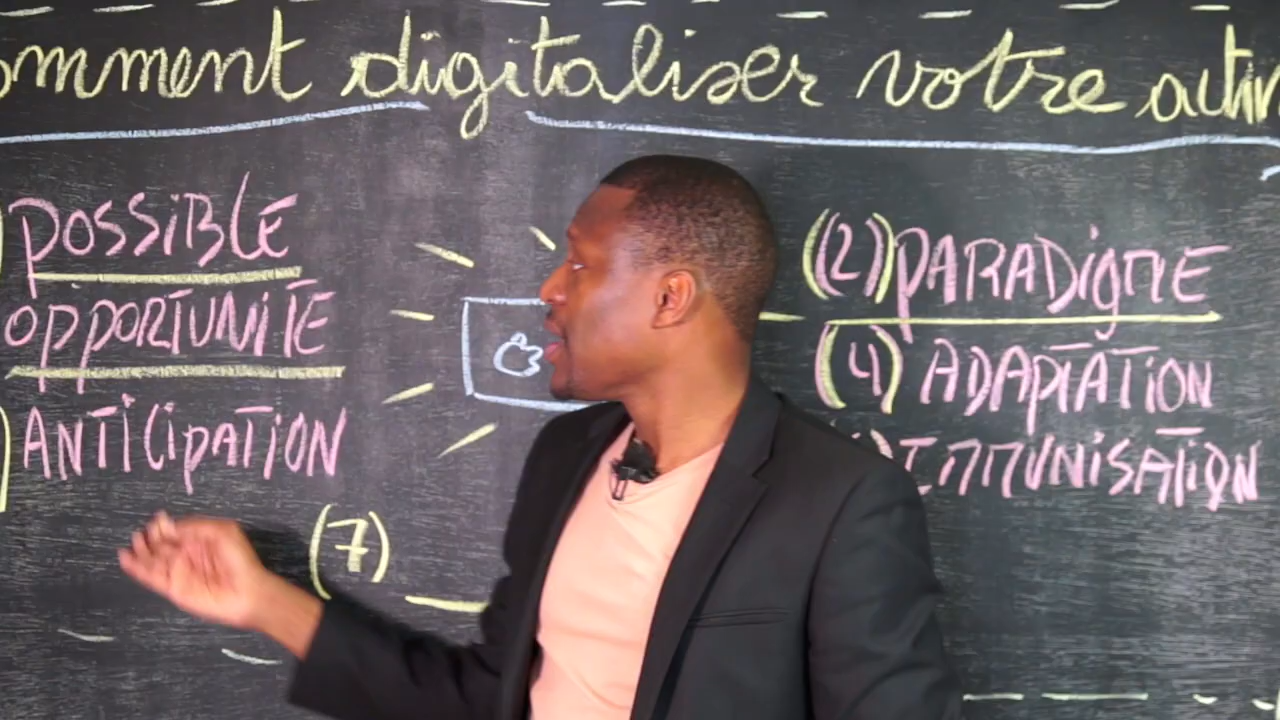 omment digitaliser votre activ
POSSIBLE
OPPORTUNITE
ANTICIPATION
(2) PARADIGME
(4) ADAPTATION
IMMUNISATION
(7)